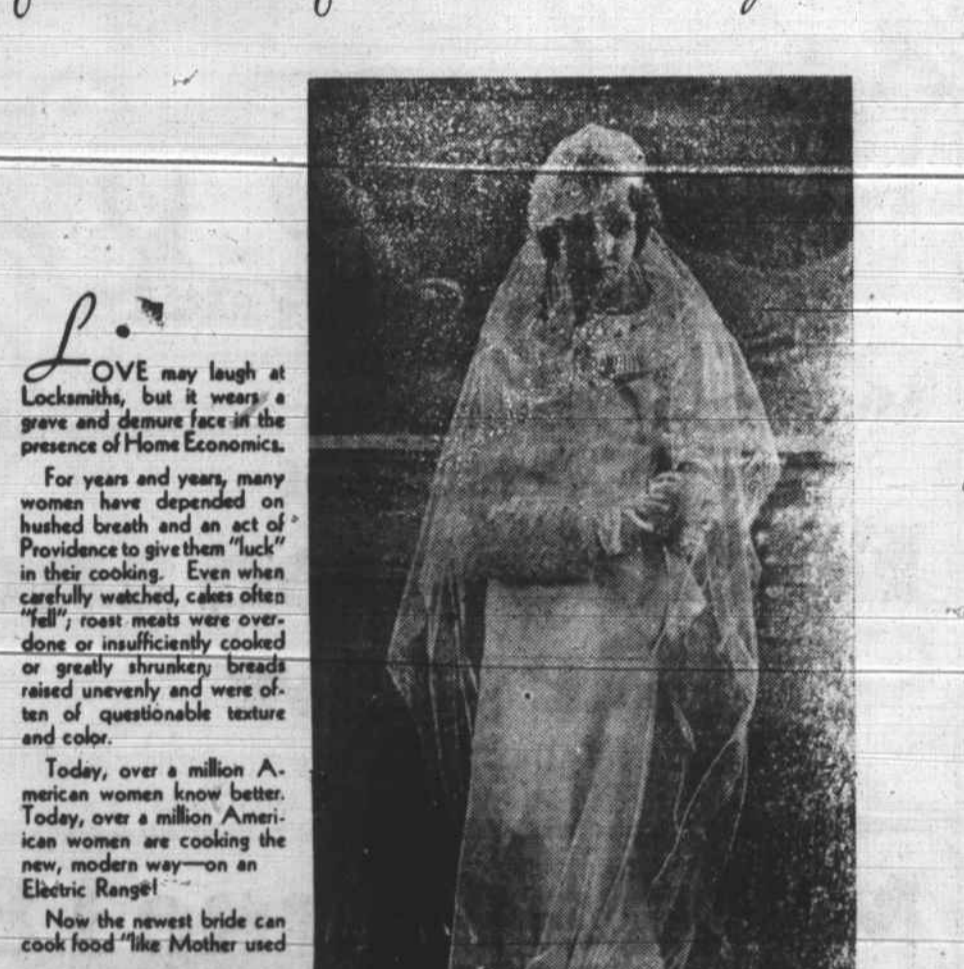 LOVE may laugh at
Locksmiths, but it wears a
grave and demure face in the
presence of Home Economics.
For years and years, many
women have depended on
hushed breath and an act of
Providence to give them "luck"
in their cooking. Even when
carefully watched, cakes often
"fell"; roast meats were over-
done or insufficiently cooked
or greatly shrunken; breads
raised unevenly and were of-
ten of questionable texture
and color.
Today, over a million A-
merican women know better.
Today, over a million Ameri-
ican women are cooking the
new, modern way—on an
Electric Range!
Now the newest bride can
cook food "like Mother used